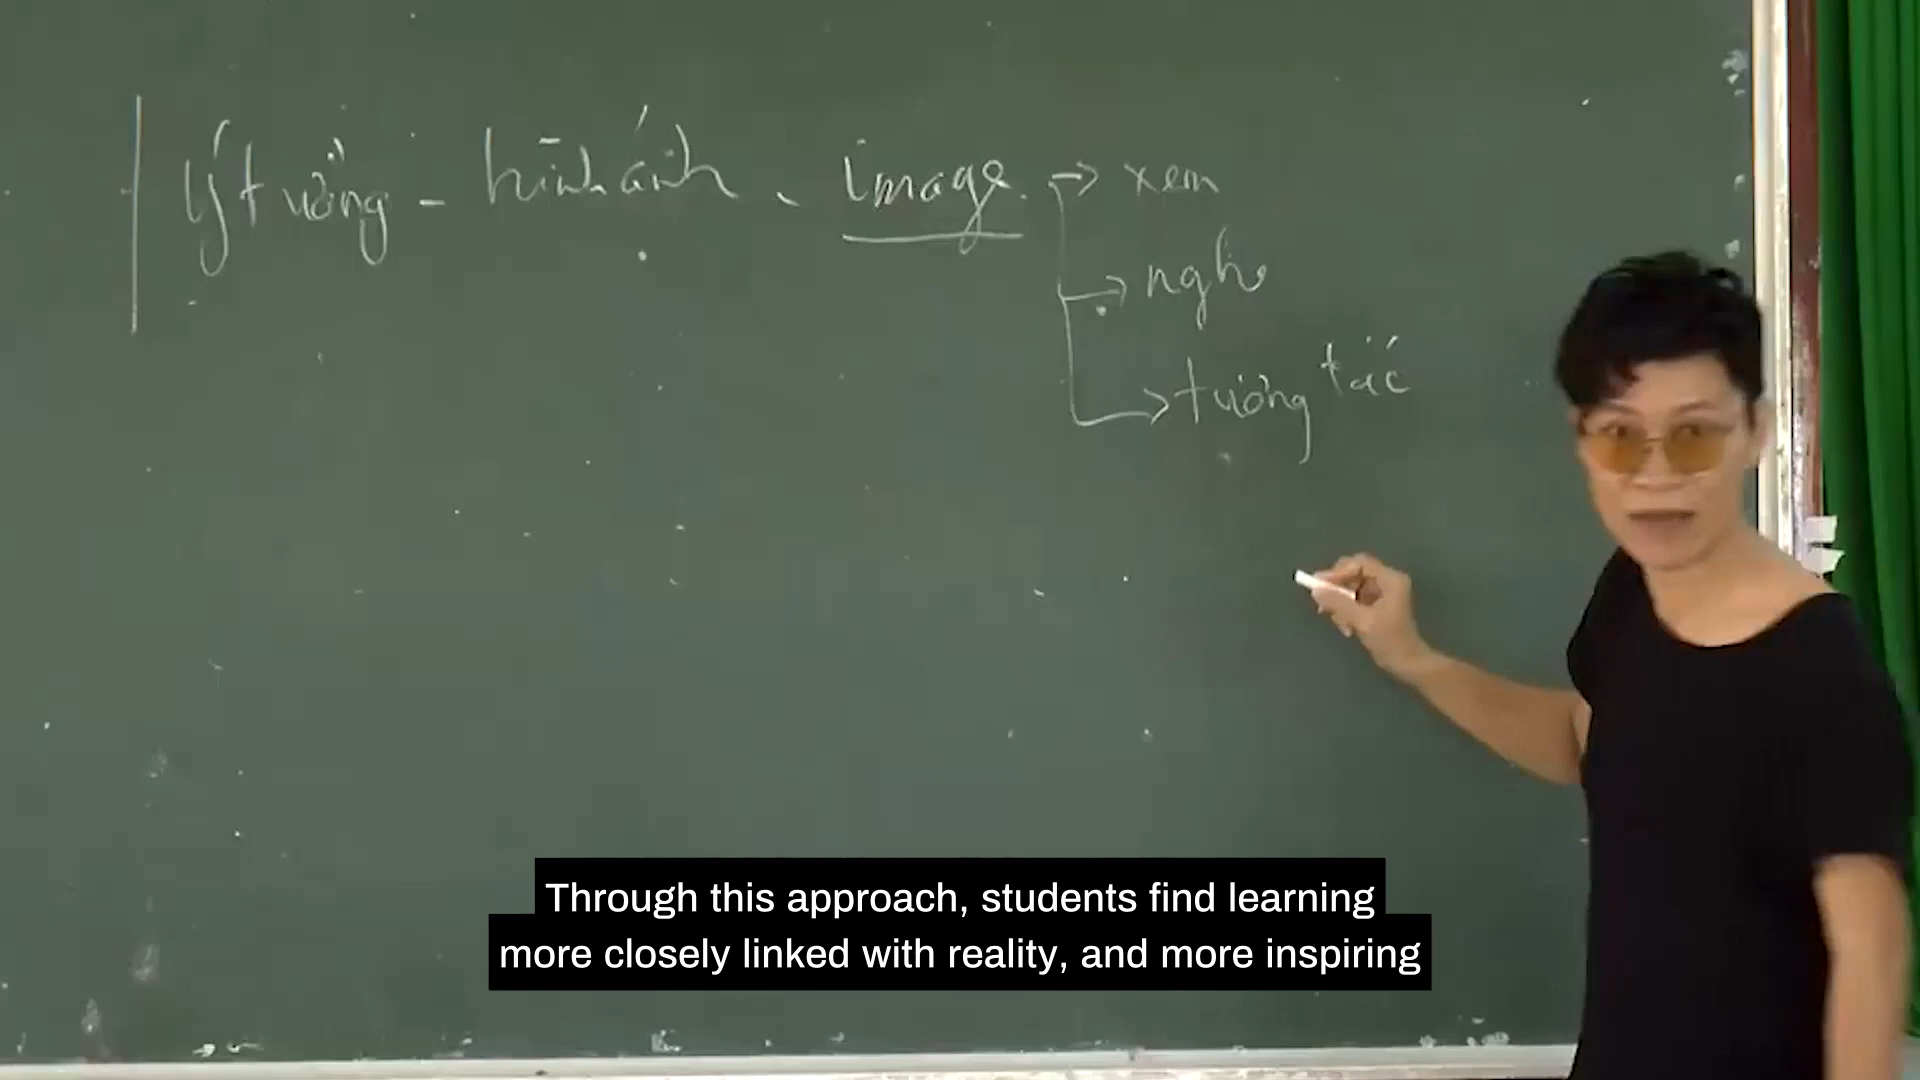 ý tưởng - hình ảnh, image. → xem
→ nghe
→ tương tác
Through this approach, students find learning
more closely linked with reality, and more inspiring